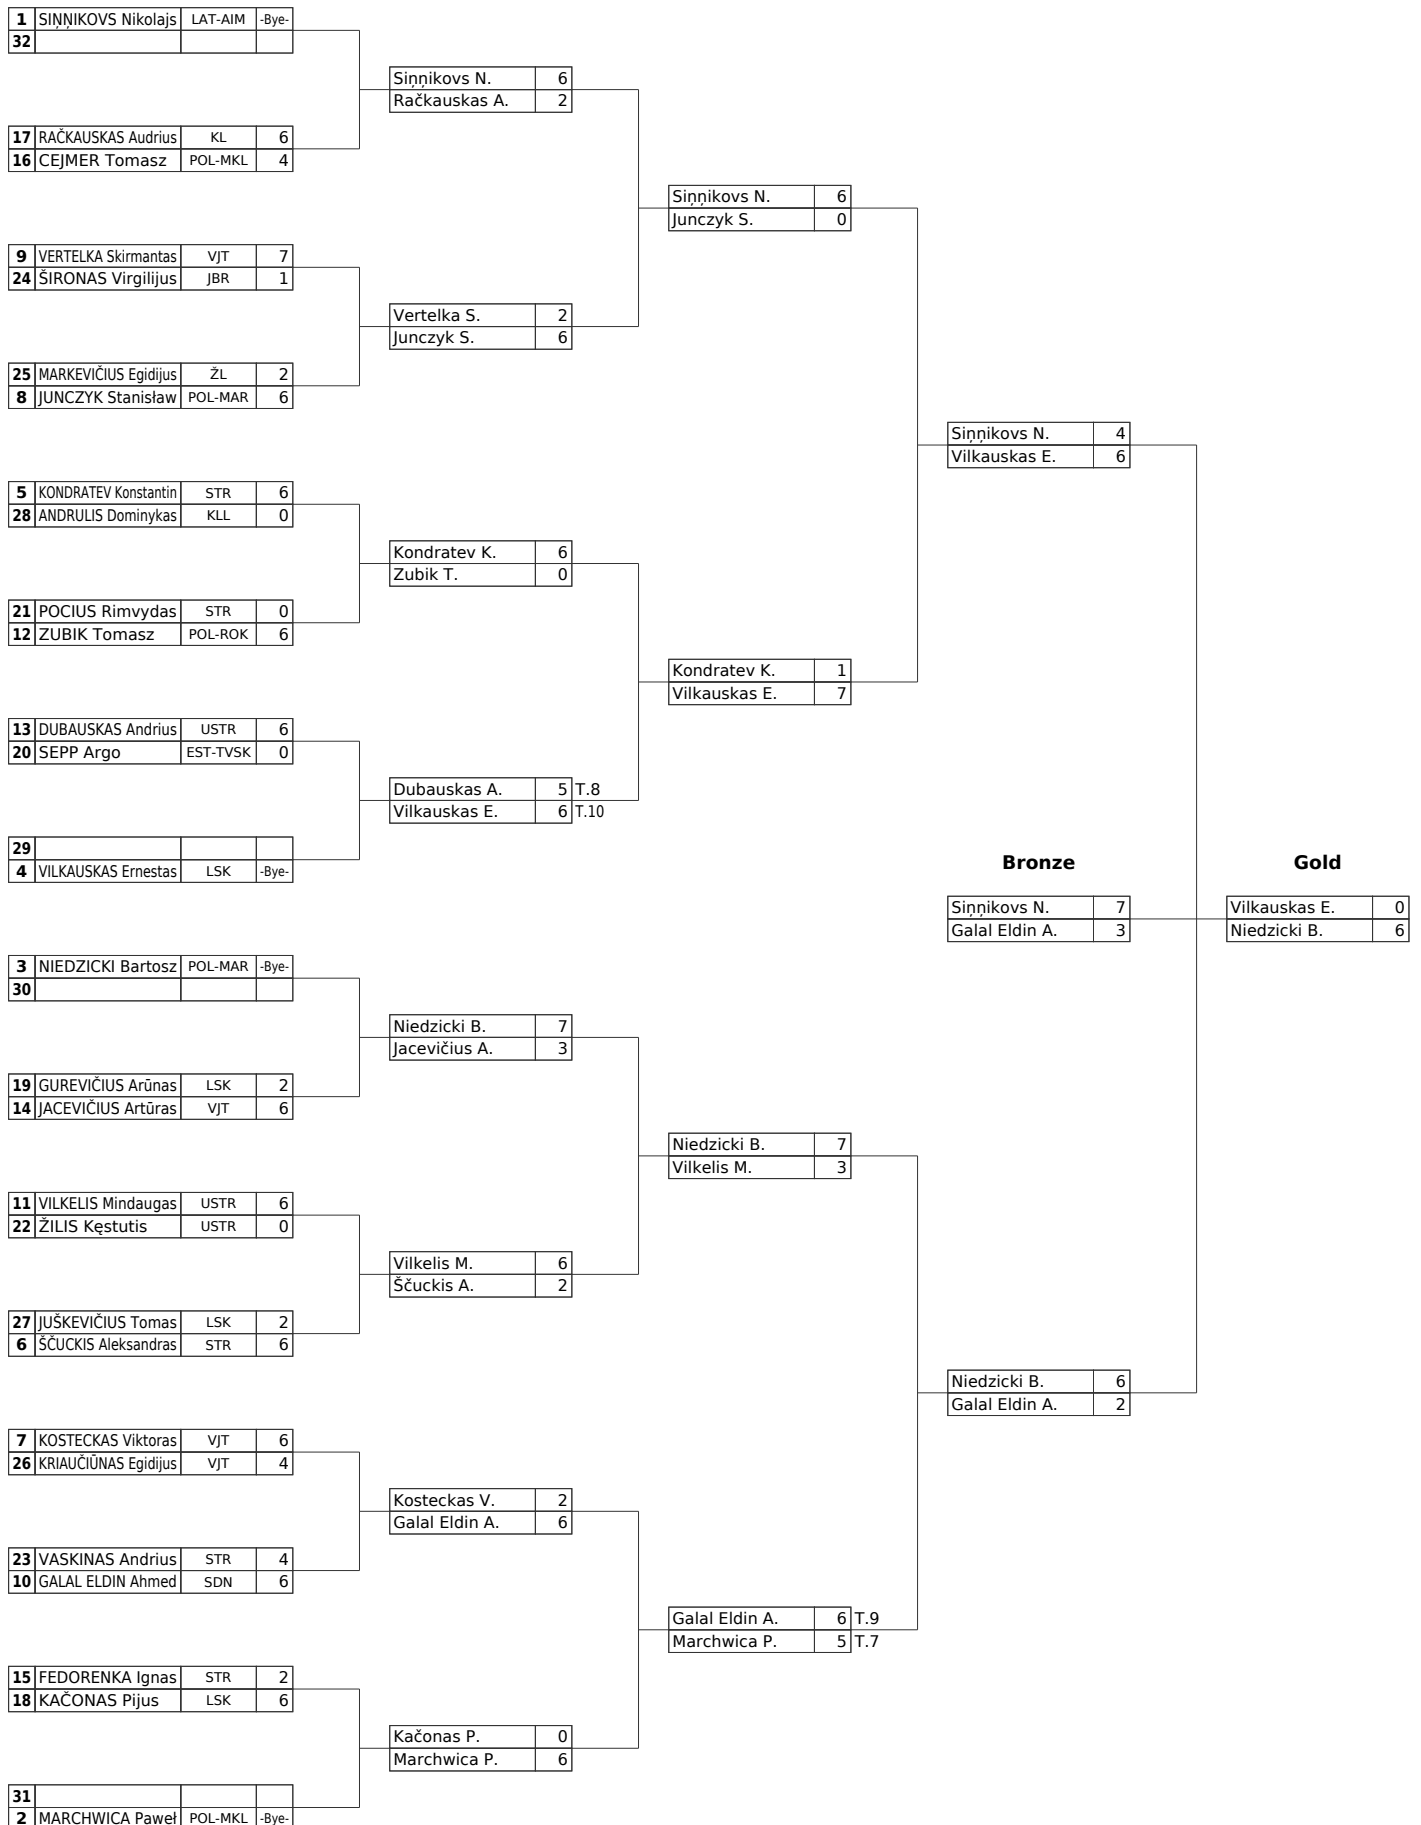 1 SIŅŅIKOVS Nikolajs LAT-AIM -Bye-
32
Siņņikovs N. 6
Račkauskas A. 2
17 RAČKAUSKAS Audrius KL 6
16 CEJMER Tomasz POL-MKL 4
Siņņikovs N. 6
Junczyk S. 0
9 VERTELKA Skirmantas VJT 7
24 ŠIRONAS Virgilijus JBR 1
Vertelka S. 2
Junczyk S. 6
25 MARKEVIČIUS Egidijus ŽL 2
8 JUNCZYK Stanisław POL-MAR 6
Siņņikovs N. 4
Vilkauskas E. 6
5 KONDRATEV Konstantin STR 6
28 ANDRULIS Dominykas KLL 0
Kondratev K. 6
Zubik T. 0
21 POCIUS Rimvydas STR 0
12 ZUBIK Tomasz POL-ROK 6
Kondratev K. 1
Vilkauskas E. 7
13 DUBAUSKAS Andrius USTR 6
20 SEPP Argo EST-TVSK 0
Dubauskas A. 5 T.8
Vilkauskas E. 6 T.10
29
4 VILKAUSKAS Ernestas LSK -Bye-
Bronze Gold
Siņņikovs N. 7 Vilkauskas E. 0
Galal Eldin A. 3 Niedzicki B. 6
3 NIEDZICKI Bartosz POL-MAR -Bye-
30
Niedzicki B. 7
Jacevičius A. 3
19 GUREVIČIUS Arūnas LSK 2
14 JACEVIČIUS Artūras VJT 6
Niedzicki B. 7
Vilkelis M. 3
11 VILKELIS Mindaugas USTR 6
22 ŽILIS Kęstutis USTR 0
Vilkelis M. 6
Ščuckis A. 2
27 JUŠKEVIČIUS Tomas LSK 2
6 ŠČUCKIS Aleksandras STR 6
Niedzicki B. 6
Galal Eldin A. 2
7 KOSTECKAS Viktoras VJT 6
26 KRIAUČIŪNAS Egidijus VJT 4
Kosteckas V. 2
Galal Eldin A. 6
23 VASKINAS Andrius STR 4
10 GALAL ELDIN Ahmed SDN 6
Galal Eldin A. 6 T.9
Marchwica P. 5 T.7
15 FEDORENKA Ignas STR 2
18 KAČONAS Pijus LSK 6
Kačonas P. 0
Marchwica P. 6
31
2 MARCHWICA Paweł POL-MKL -Bye-